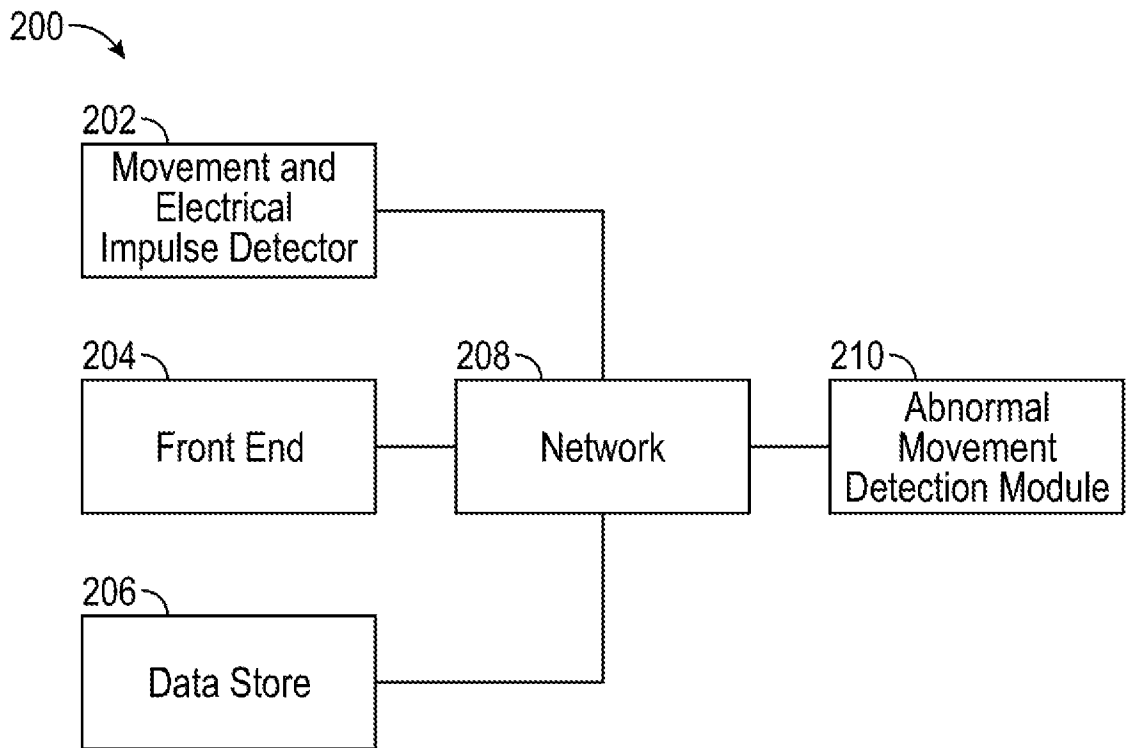 200
202
Movement and
Electrical
Impulse Detector
204
Front End
208
Network
210
Abnormal
Movement
Detection Module
206
Data Store